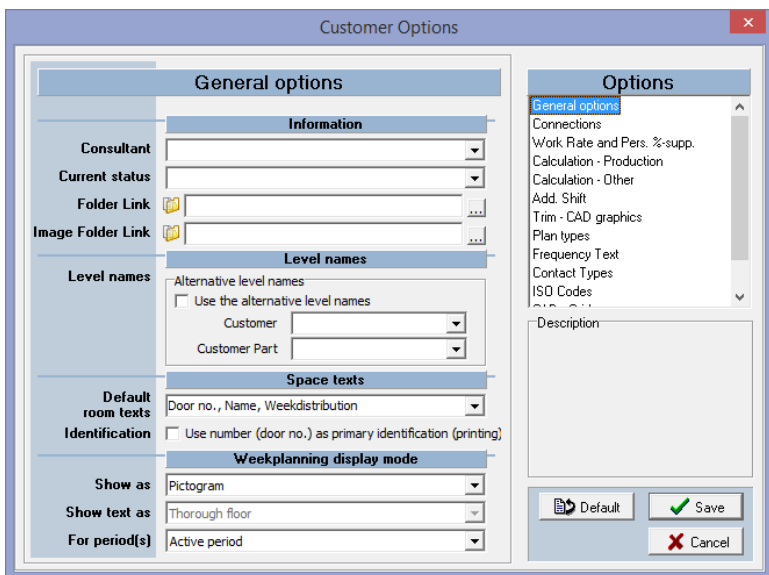 Customer Options
General options
Information
Consultant
Current status
Folder Link
...
Image Folder Link
...
Level names
Level names
Alternative level names
Use the alternative level names
Customer
Customer Part
Space texts
Default
room texts
Door no., Name, Weekdistribution
Identification
Use number (door no.) as primary identification (printing)
Weekplanning display mode
Show as
Pictogram
Show text as
Thorough floor
For period(s)
Active period
Options
General options
Connections
Work Rate and Pers. %-supp.
Calculation - Production
Calculation - Other
Add. Shift
Trim - CAD graphics
Plan types
Frequency Text
Contact Types
ISO Codes
Description
Default
Save
Cancel